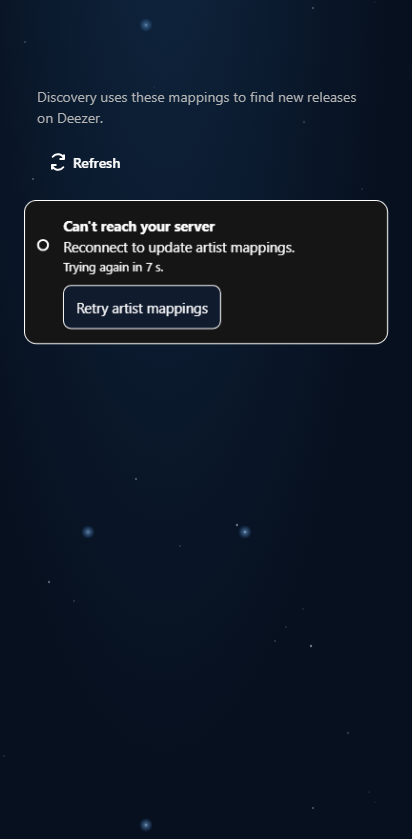 Discovery uses these mappings to find new releases
on Deezer.
Refresh
Can't reach your server
Reconnect to update artist mappings.
Trying again in 7 s.
Retry artist mappings